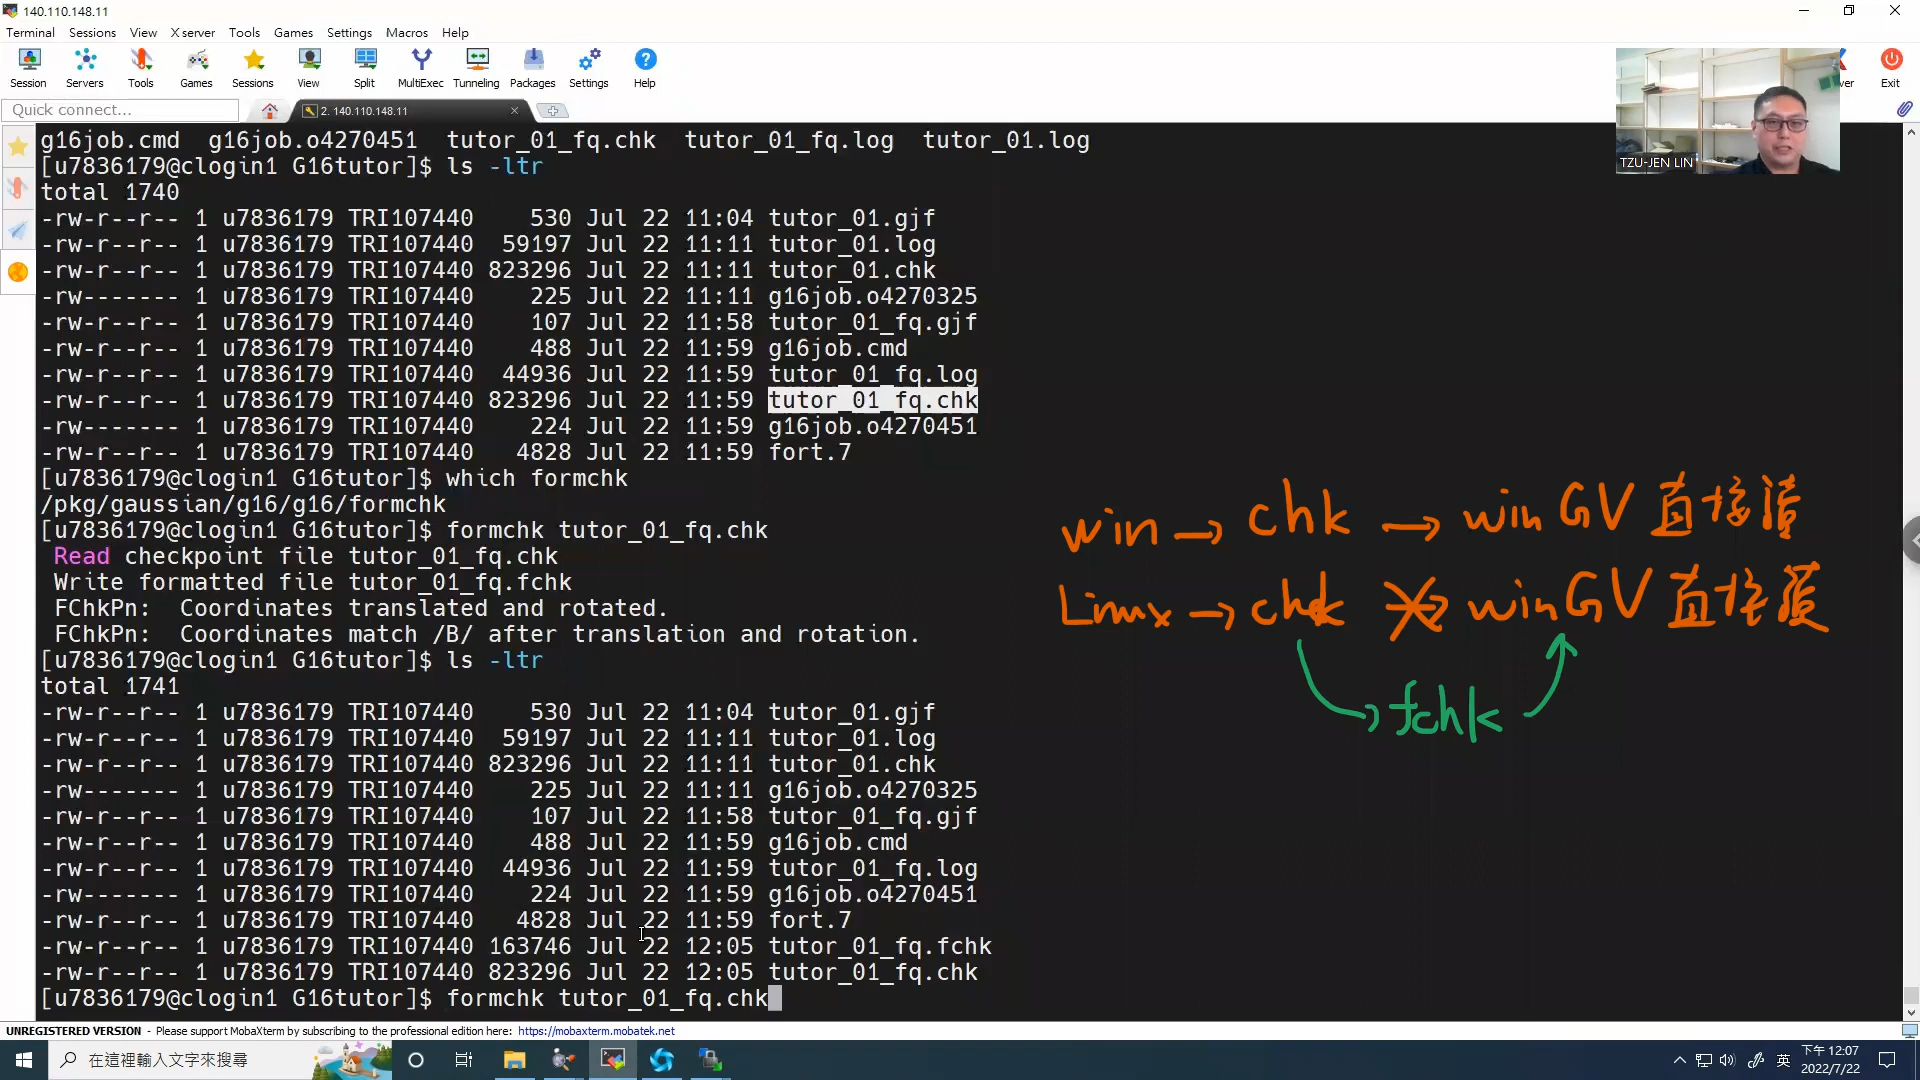 140.110.148.11
Terminal Sessions View X server Tools Games Settings Macros Help
Session Servers Tools Games Sessions View Split MultiExec Tunneling Packages Settings Help
Exit
Quick connect...
2. 140.110.148.11
TZU-JEN LIN
g16job.cmd g16job.o4270451 tutor_01_fq.chk tutor_01_fq.log tutor_01.log
[u7836179@clogin1 G16tutor]$ ls -ltr
total 1740
-rw-r--r-- 1 u7836179 TRI107440 530 Jul 22 11:04 tutor_01.gjf
-rw-r--r-- 1 u7836179 TRI107440 59197 Jul 22 11:11 tutor_01.log
-rw-r--r-- 1 u7836179 TRI107440 823296 Jul 22 11:11 tutor_01.chk
-rw------- 1 u7836179 TRI107440 225 Jul 22 11:11 g16job.o4270325
-rw-r--r-- 1 u7836179 TRI107440 107 Jul 22 11:58 tutor_01_fq.gjf
-rw-r--r-- 1 u7836179 TRI107440 488 Jul 22 11:59 g16job.cmd
-rw-r--r-- 1 u7836179 TRI107440 44936 Jul 22 11:59 tutor_01_fq.log
-rw-r--r-- 1 u7836179 TRI107440 823296 Jul 22 11:59 tutor_01_fq.chk
-rw------- 1 u7836179 TRI107440 224 Jul 22 11:59 g16job.o4270451
-rw-r--r-- 1 u7836179 TRI107440 4828 Jul 22 11:59 fort.7
[u7836179@clogin1 G16tutor]$ which formchk
/pkg/gaussian/g16/g16/formchk
[u7836179@clogin1 G16tutor]$ formchk tutor_01_fq.chk
Read checkpoint file tutor_01_fq.chk
Write formatted file tutor_01_fq.fchk
FChkPn: Coordinates translated and rotated.
FChkPn: Coordinates match /B/ after translation and rotation.
[u7836179@clogin1 G16tutor]$ ls -ltr
total 1741
-rw-r--r-- 1 u7836179 TRI107440 530 Jul 22 11:04 tutor_01.gjf
-rw-r--r-- 1 u7836179 TRI107440 59197 Jul 22 11:11 tutor_01.log
-rw-r--r-- 1 u7836179 TRI107440 823296 Jul 22 11:11 tutor_01.chk
-rw------- 1 u7836179 TRI107440 225 Jul 22 11:11 g16job.o4270325
-rw-r--r-- 1 u7836179 TRI107440 107 Jul 22 11:58 tutor_01_fq.gjf
-rw-r--r-- 1 u7836179 TRI107440 488 Jul 22 11:59 g16job.cmd
-rw-r--r-- 1 u7836179 TRI107440 44936 Jul 22 11:59 tutor_01_fq.log
-rw------- 1 u7836179 TRI107440 224 Jul 22 11:59 g16job.o4270451
-rw-r--r-- 1 u7836179 TRI107440 4828 Jul 22 11:59 fort.7
-rw-r--r-- 1 u7836179 TRI107440 163746 Jul 22 12:05 tutor_01_fq.fchk
-rw-r--r-- 1 u7836179 TRI107440 823296 Jul 22 12:05 tutor_01_fq.chk
[u7836179@clogin1 G16tutor]$ formchk tutor_01_fq.chk
win → chk → win GV 直接讀
Linux → chk → win GV 直接讀
→ fchk
UNREGISTERED VERSION - Please support MobaXterm by subscribing to the professional edition here: https://mobaxterm.mobatek.net
在這裡輸入文字來搜尋
英
下午 12:07
2022/7/22